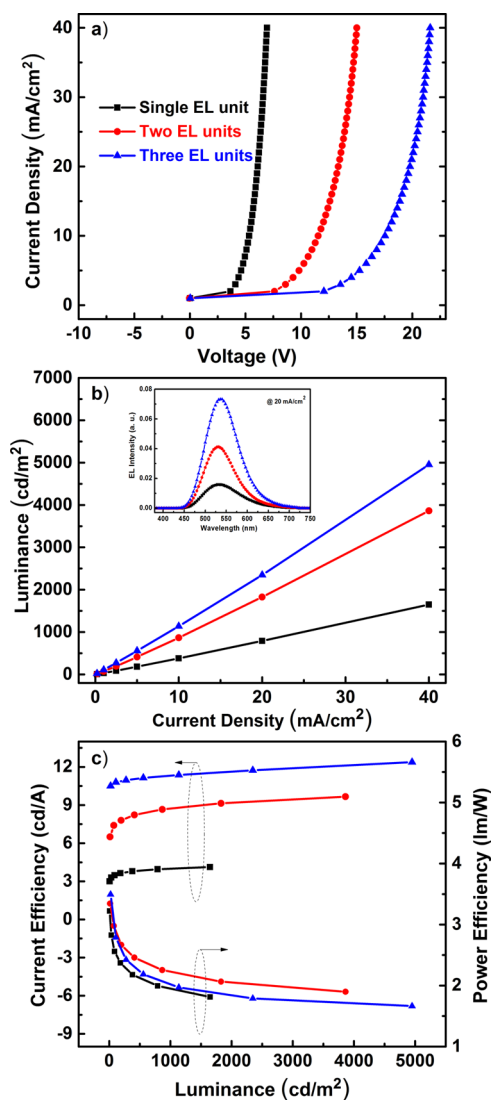 a)
Single EL unit
Two EL units
Three EL units
Current Density (mA/cm²)
40
30
20
10
0
-10 -5 0 5 10 15 20
Voltage (V)
b)
@ 20 mA/cm²
EL Intensity (a. u.)
0.08
0.06
0.04
0.02
0.00
400 450 500 550 600 650 700 750
Wavelength (nm)
Luminance (cd/m²)
7000
6000
5000
4000
3000
2000
1000
0
0 10 20 30 40
Current Density (mA/cm²)
c)
Current Efficiency (cd/A)
12
9
6
3
0
-3
-6
-9
Power Efficiency (lm/W)
6
5
4
3
2
1
0 1000 2000 3000 4000 5000
Luminance (cd/m²)